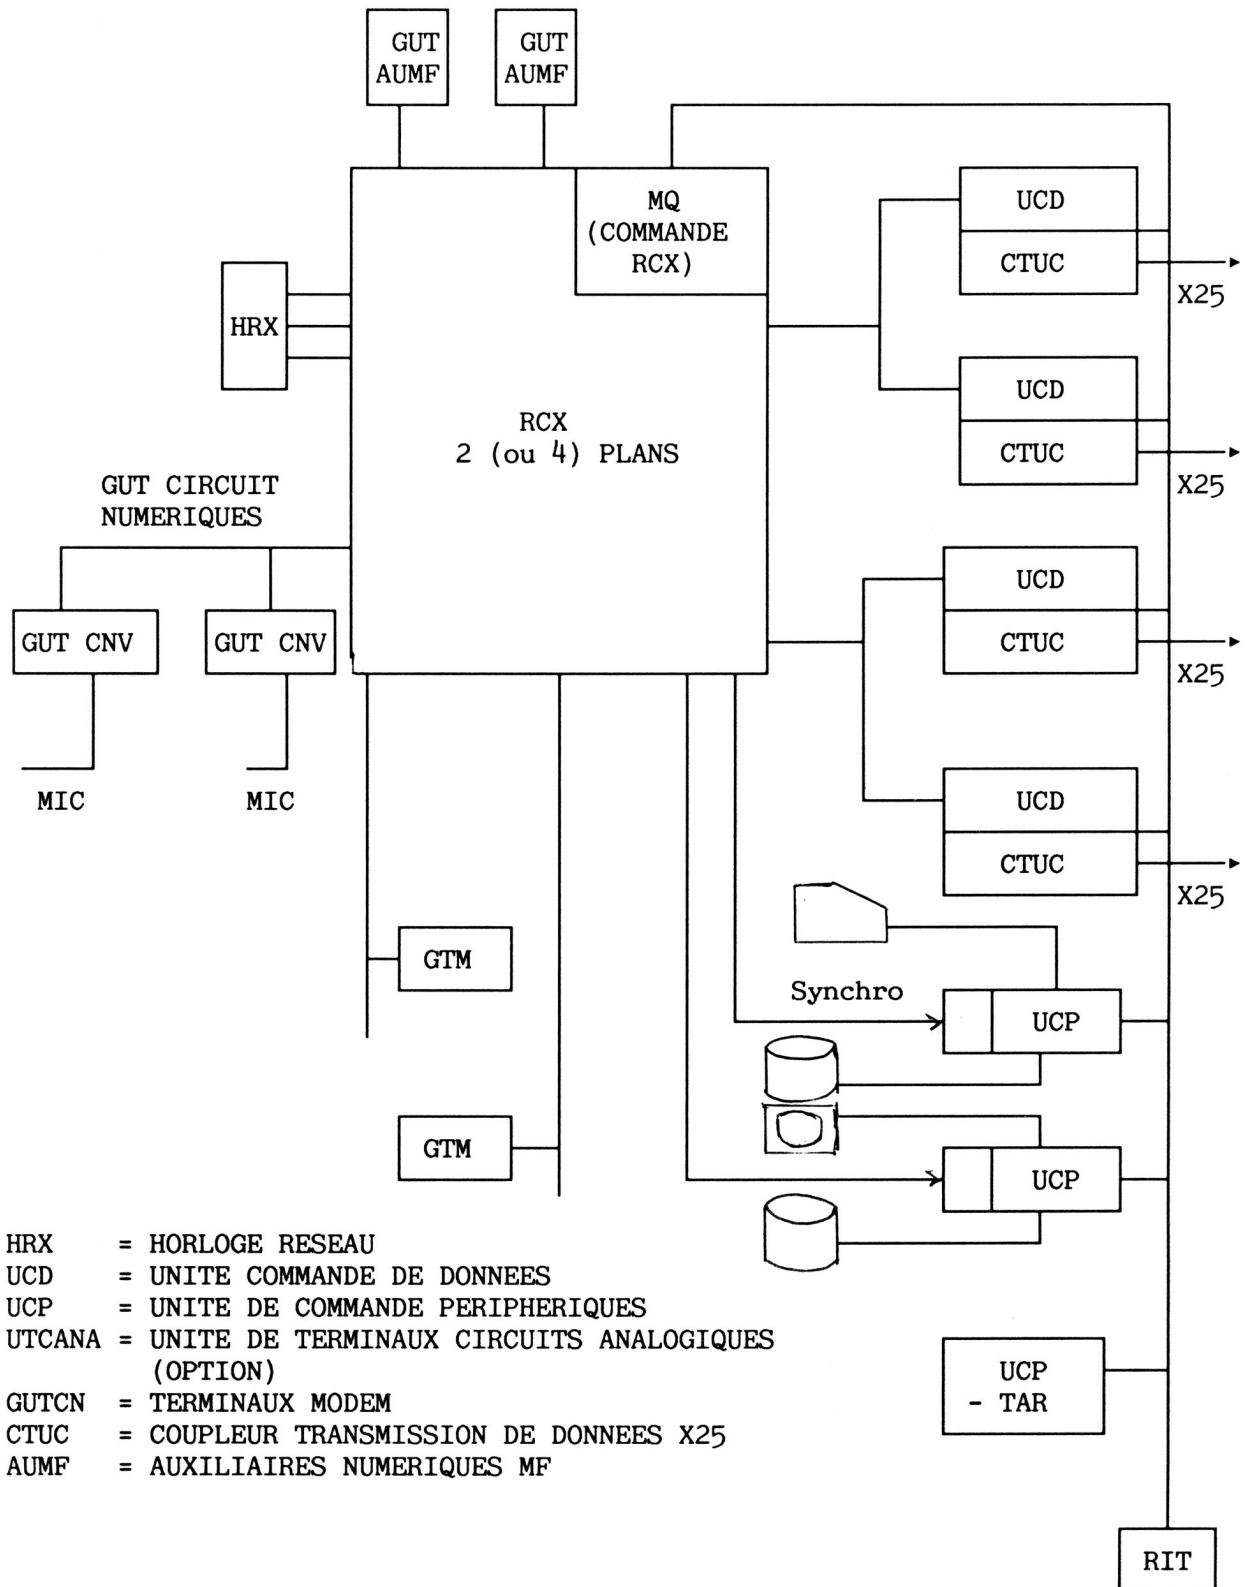 GUT
AUMF
GUT
AUMF
MQ
(COMMANDE
RCX)
UCD
CTUC
X25
HRX
UCD
CTUC
X25
RCX
2 (ou 4) PLANS
GUT CIRCUIT
NUMERIQUES
UCD
CTUC
X25
GUT CNV
GUT CNV
MIC
MIC
UCD
CTUC
X25
GTM
Synchro
UCP
GTM
UCP
HRX = HORLOGE RESEAU
UCD = UNITE COMMANDE DE DONNEES
UCP = UNITE DE COMMANDE PERIPHERIQUES
UTCANA = UNITE DE TERMINAUX CIRCUITS ANALOGIQUES
(OPTION)
GUTCN = TERMINAUX MODEM
CTUC = COUPLEUR TRANSMISSION DE DONNEES X25
AUMF = AUXILIAIRES NUMERIQUES MF
UCP
- TAR
RIT